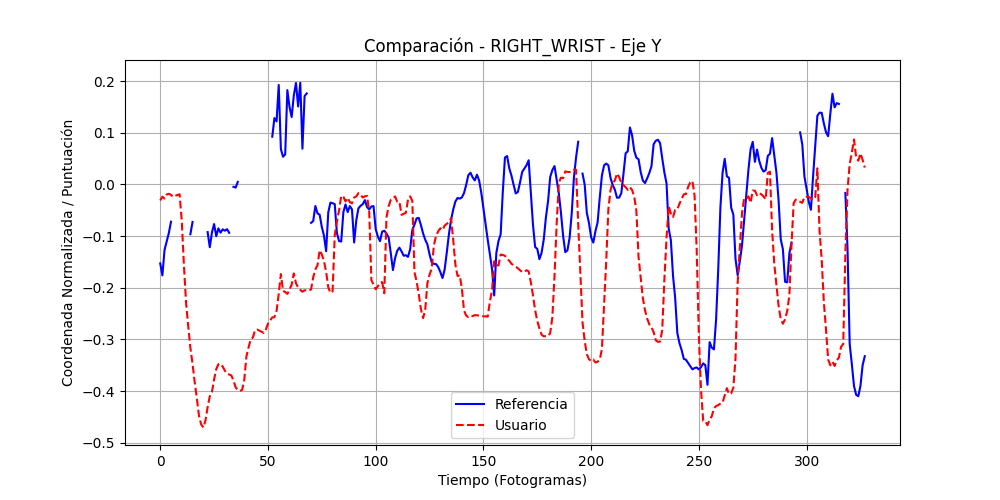 Comparación - RIGHT_WRIST - Eje Y
Coordenada Normalizada / Puntuación
0.2
0.1
0.0
−0.1
−0.2
−0.3
−0.4
−0.5
Referencia
Usuario
0 50 100 150 200 250 300
Tiempo (Fotogramas)